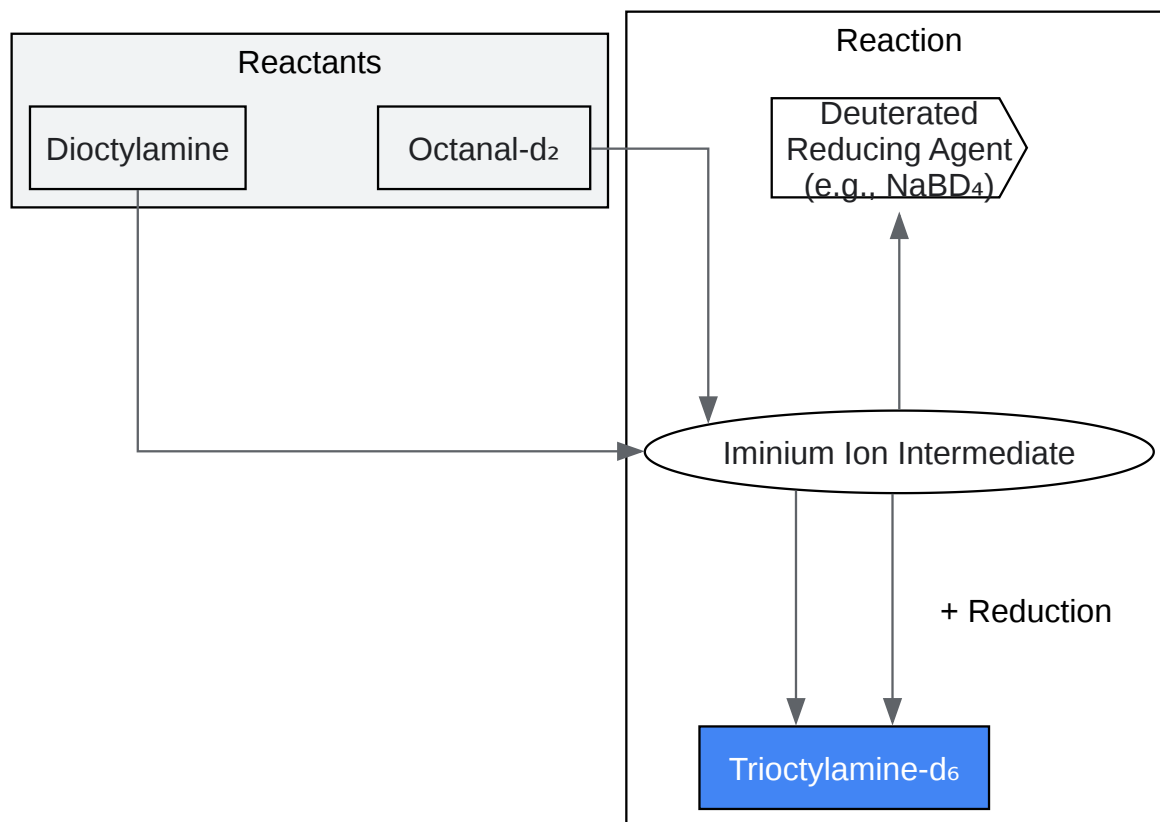 Reactants
Dioctylamine
Octanal-d₂
Reaction
Deuterated
Reducing Agent
(e.g., NaBD₄)
Iminium Ion Intermediate
+ Reduction
Trioctylamine-d₆